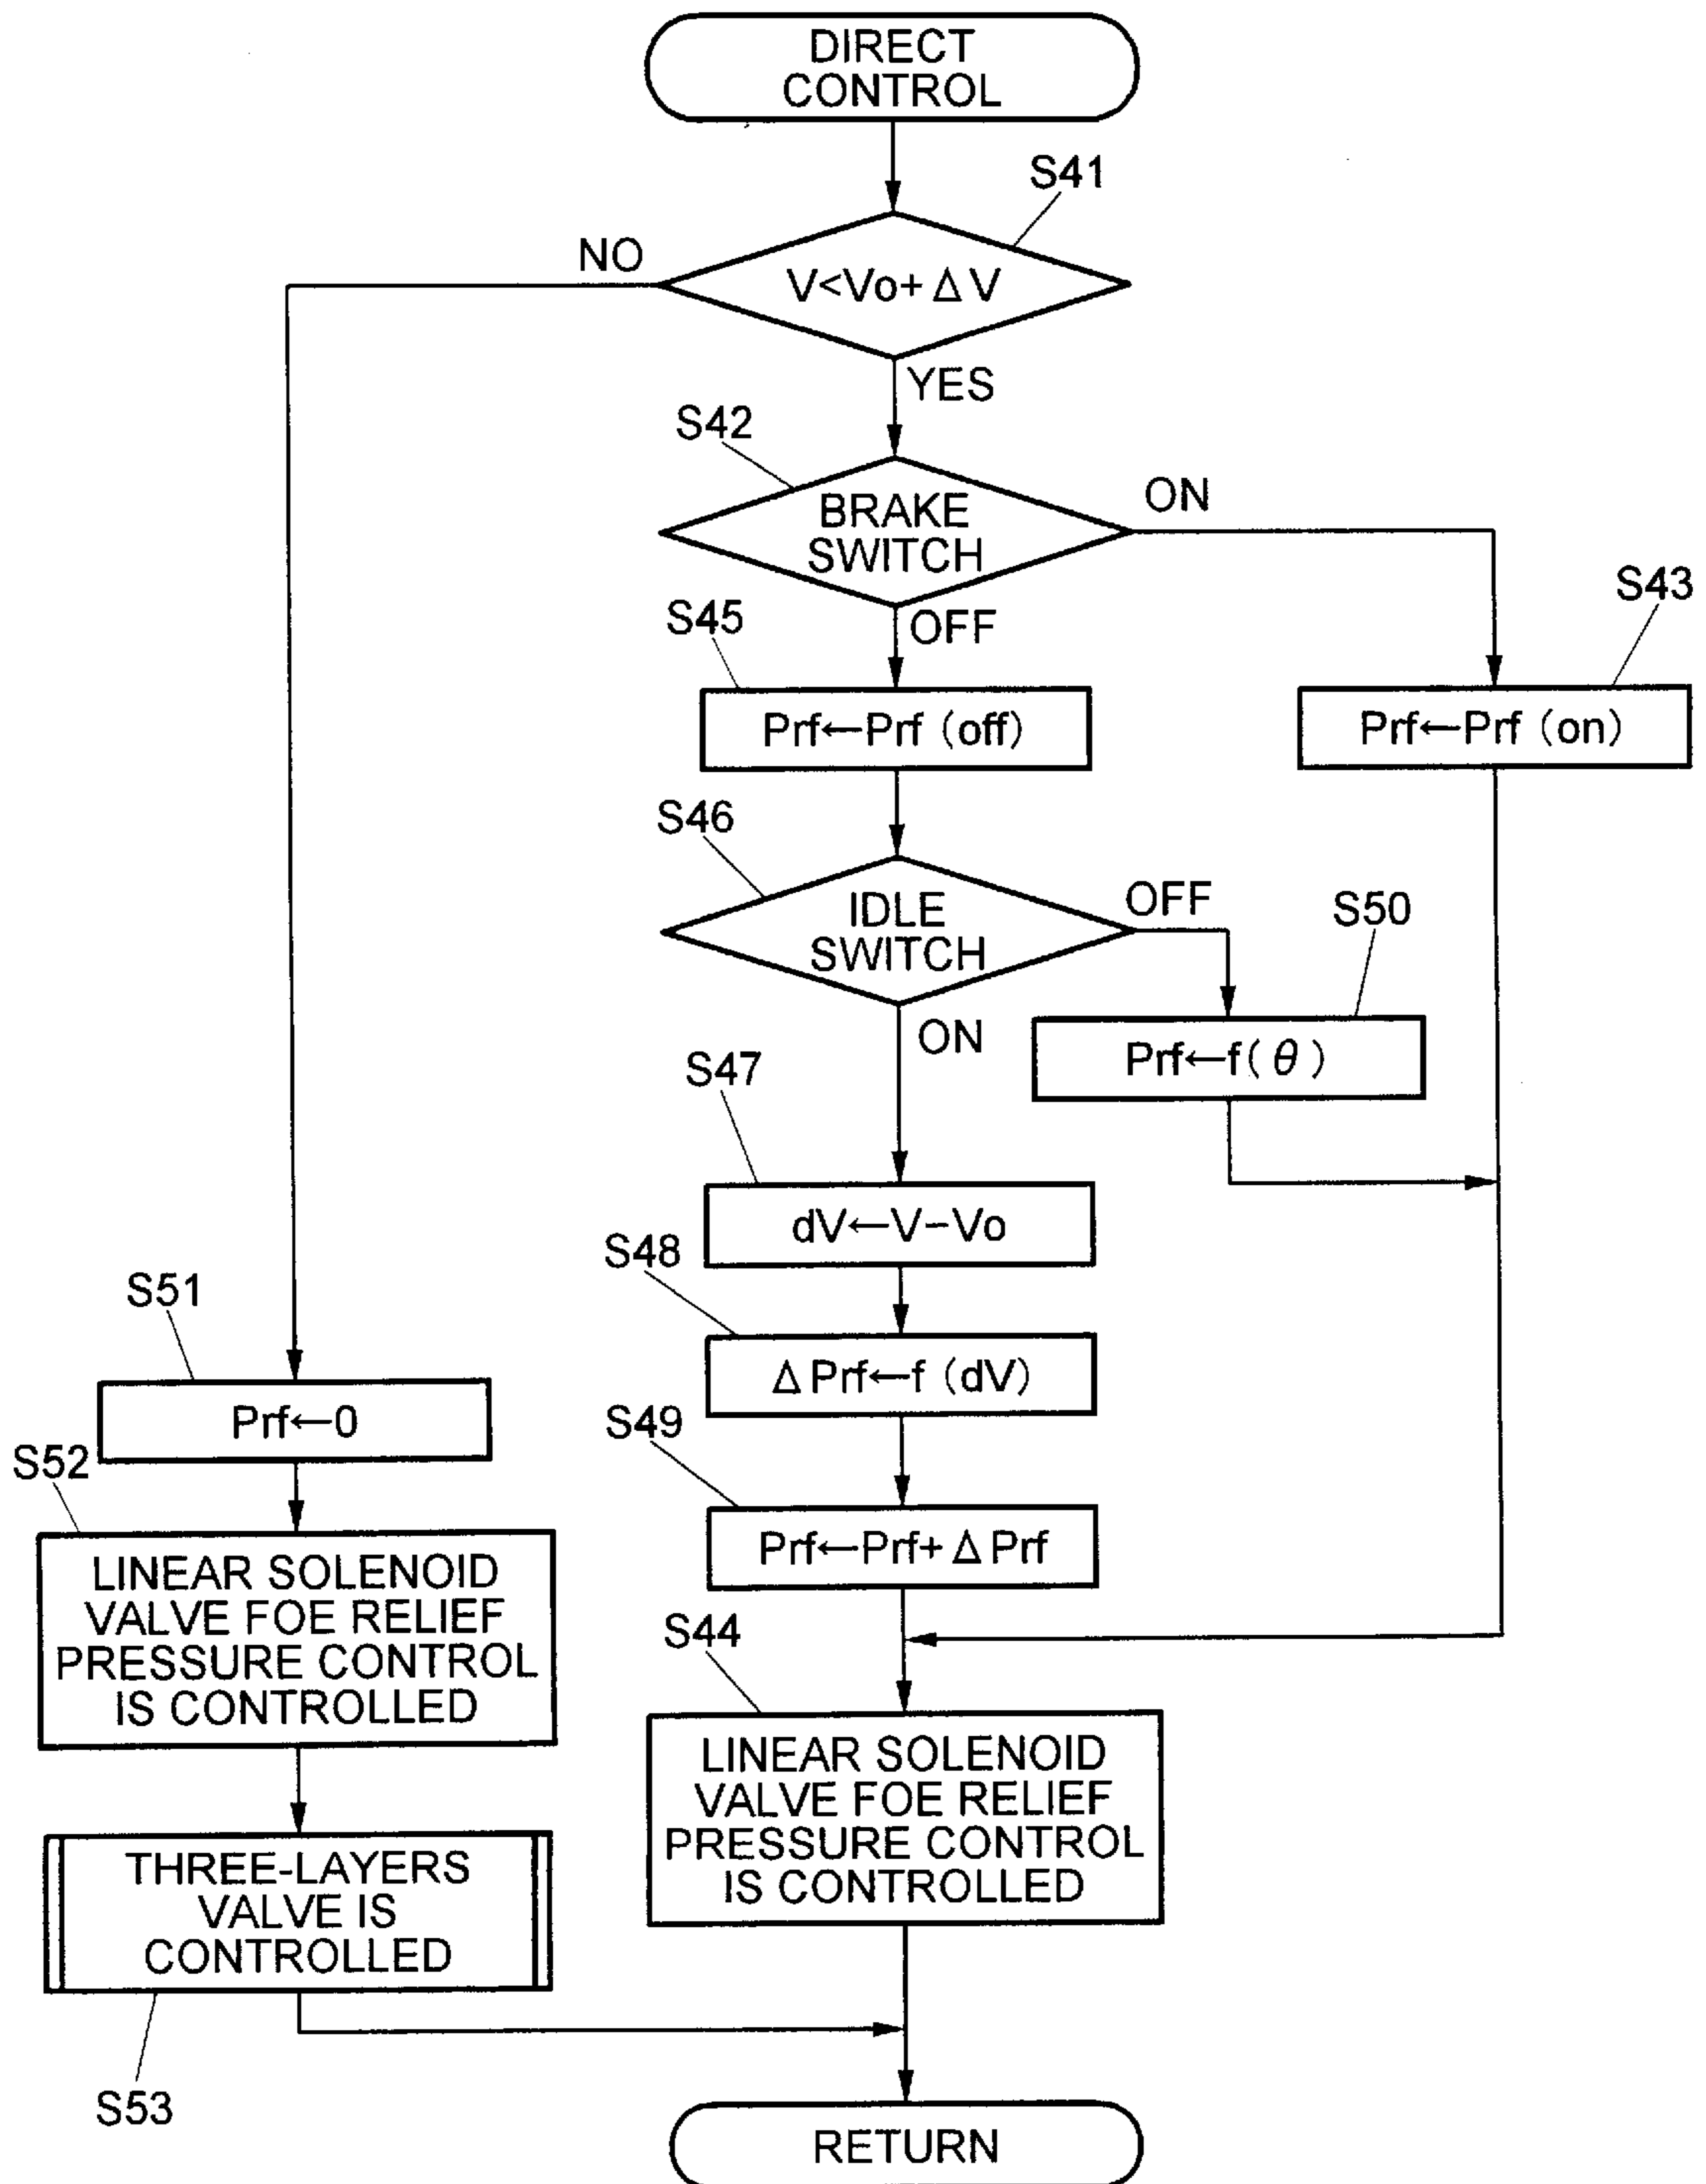 DIRECT
CONTROL
S41
NO
V<Vo+ΔV
YES
S42
ON
BRAKE
SWITCH
S43
S45
OFF
Prf←Prf (off)
Prf←Prf (on)
S46
OFF
IDLE
SWITCH
S50
ON
Prf←f(θ)
S47
dV←V-Vo
S48
S51
ΔPrf←f (dV)
Prf←0
S49
S52
Prf←Prf+ΔPrf
LINEAR SOLENOID
VALVE FOE RELIEF
PRESSURE CONTROL
IS CONTROLLED
S44
LINEAR SOLENOID
VALVE FOE RELIEF
PRESSURE CONTROL
IS CONTROLLED
THREE-LAYERS
VALVE IS
CONTROLLED
S53
RETURN